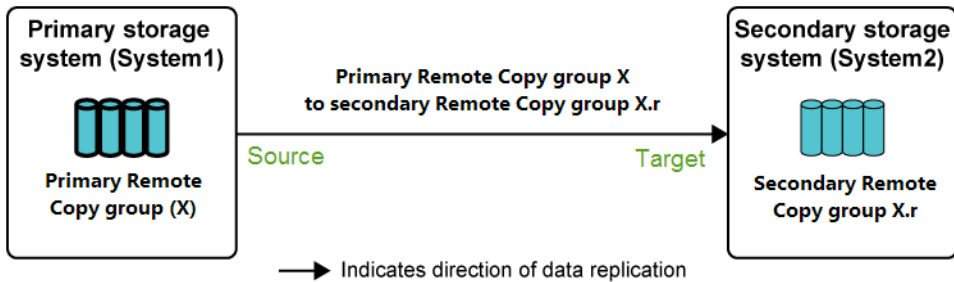 Primary storage
system (System1)
Primary Remote
Copy group (X)
Primary Remote Copy group X
to secondary Remote Copy group X.r
Source
Target
Secondary storage
system (System2)
Secondary Remote
Copy group X.r
Indicates direction of data replication